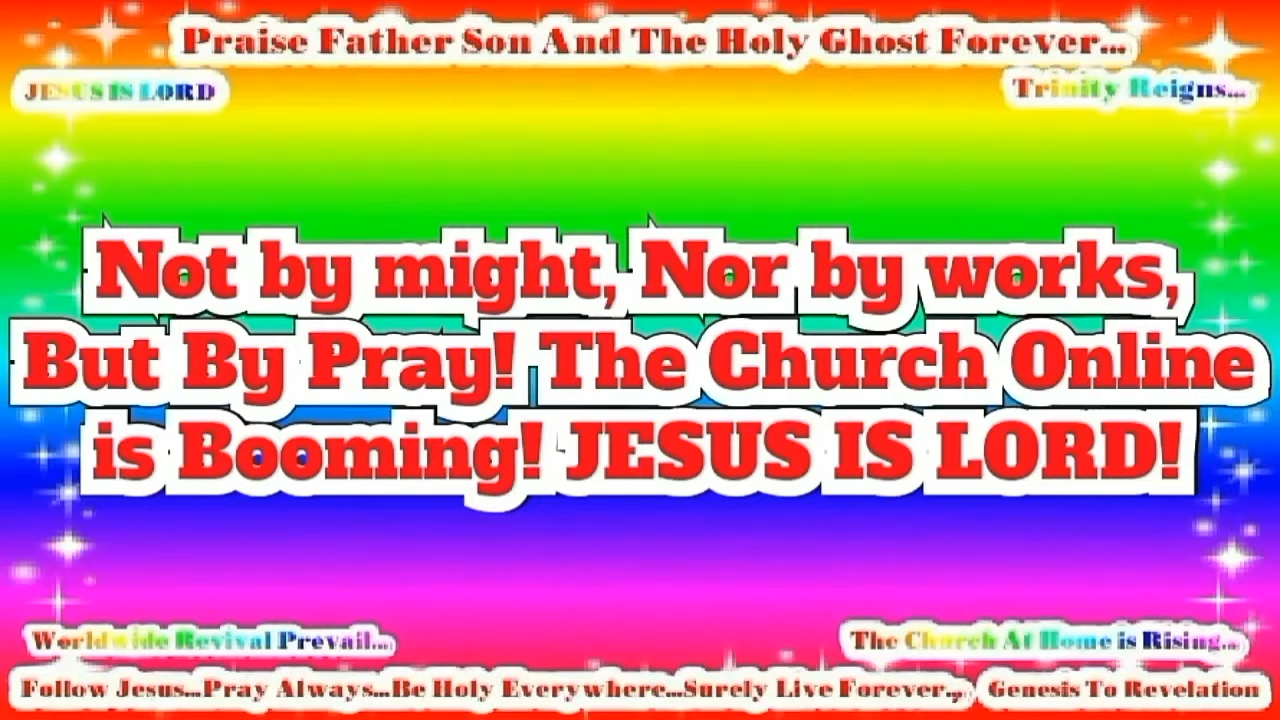 Praise Father Son And The Holy Ghost Forever...
JESUS IS LORD
Trinity Reigns...
Not by might, Nor by works,
But By Pray! The Church Online
is Booming! JESUS IS LORD!
Worldwide Revival Prevail...
The Church At Home is Rising...
Follow Jesus...Pray Always...Be Holy Everywhere...Surely Live Forever..., Genesis To Revelation